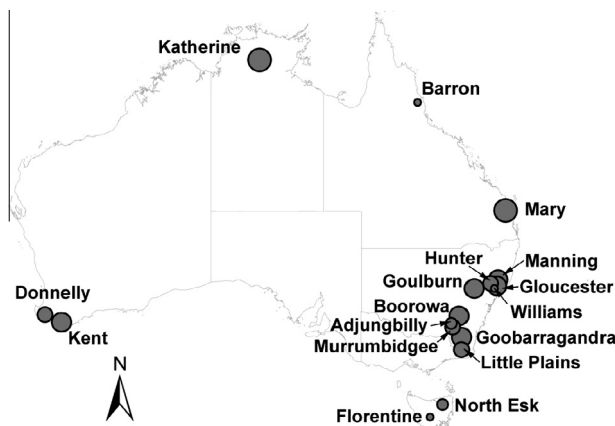 Katherine
Barron
Mary
Hunter
Manning
Goulburn
Gloucester
Donnelly
Boorowa
Williams
Adjungbilly
Kent
Goobarragandra
Murrumbidgee
Little Plains
N
North Esk
Florentine